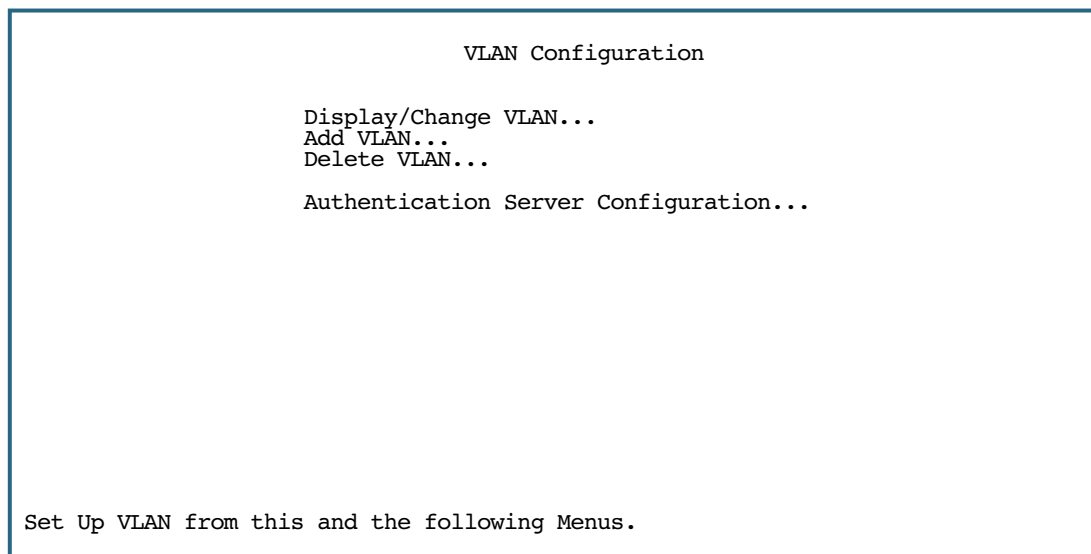 VLAN Configuration
Display/Change VLAN...
Add VLAN...
Delete VLAN...
Authentication Server Configuration...
Set Up VLAN from this and the following Menus.